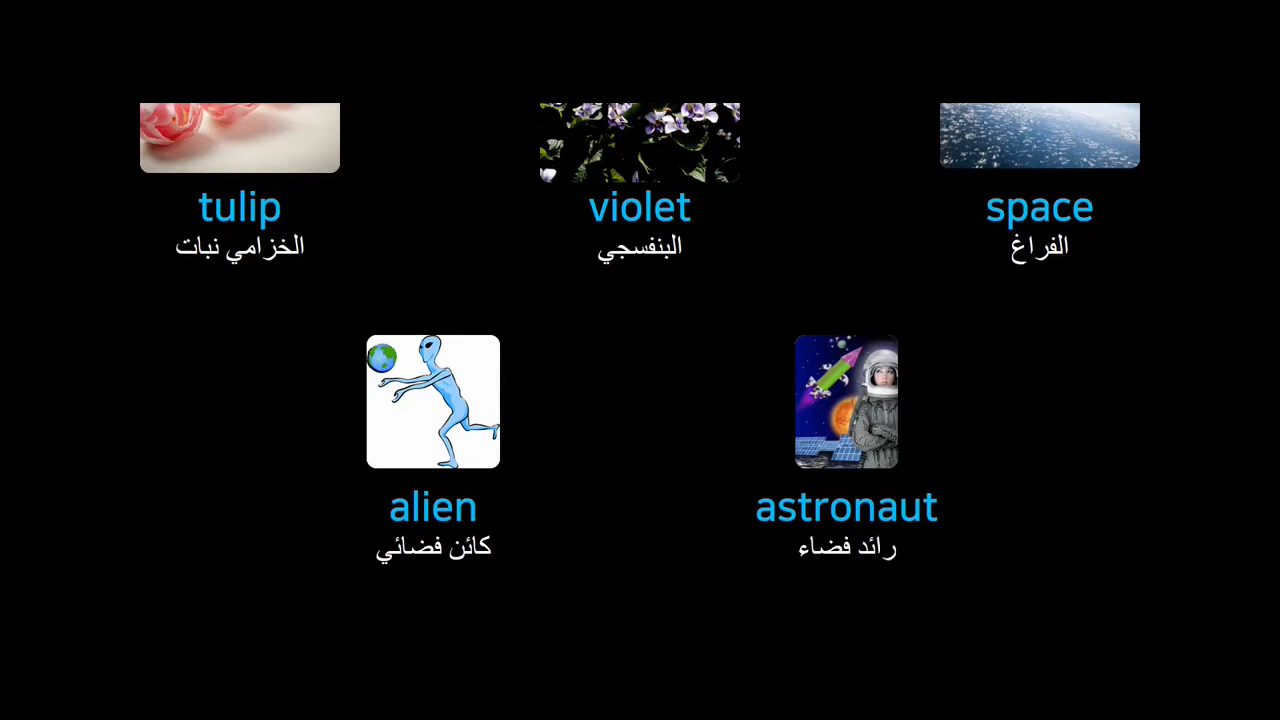 tulip
الخزامي نبات
violet
البنفسجي
space
الفراغ
alien
كائن فضائي
astronaut
رائد فضاء